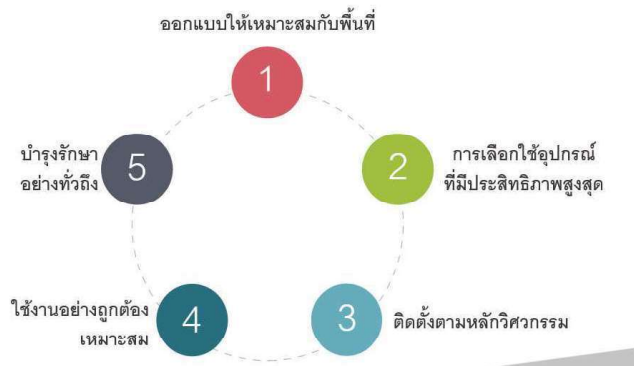 ออกแบบให้เหมาะสมกับพื้นที่
1
2
การเลือกใช้อุปกรณ์
ที่มีประสิทธิภาพสูงสุด
3
ติดตั้งตามหลักวิศวกรรม
4
ใช้งานอย่างถูกต้อง
เหมาะสม
5
บำรุงรักษา
อย่างทั่วถึง